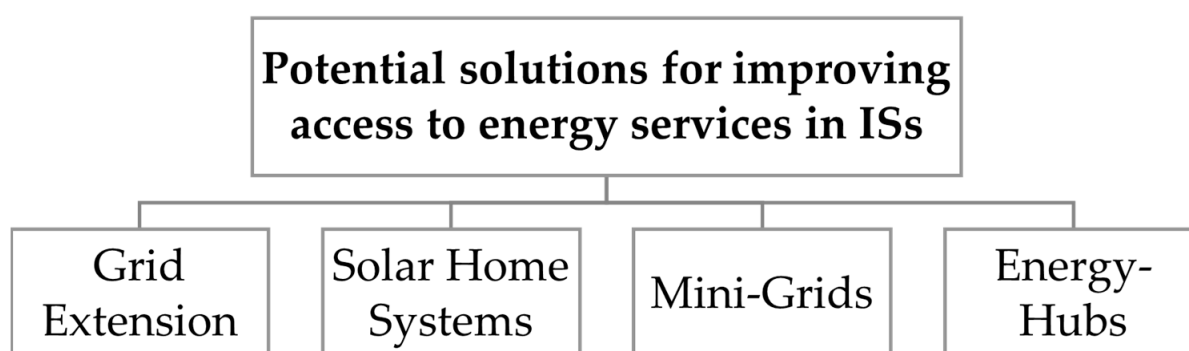 Potential solutions for improving
access to energy services in ISs
Grid
Extension
Solar Home
Systems
Mini-Grids
Energy-
Hubs